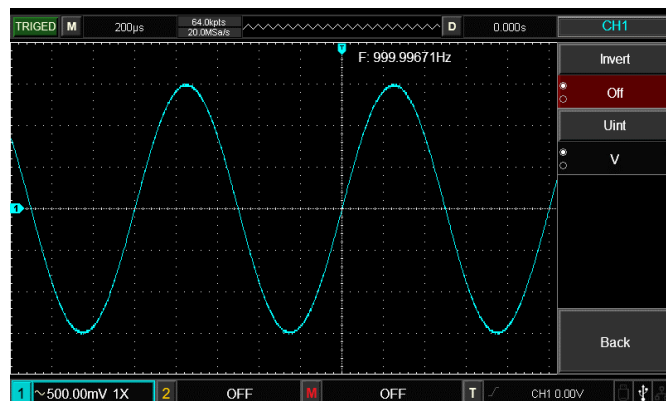 TRIGED M 200μs 64.0kpts D 0.000s CH1
20.0MSa/s
F: 999.99671Hz
T
Invert
Off
Uint
V
1
Back
1 ~500.00mV 1X 2 OFF M OFF T CH1 0.00V